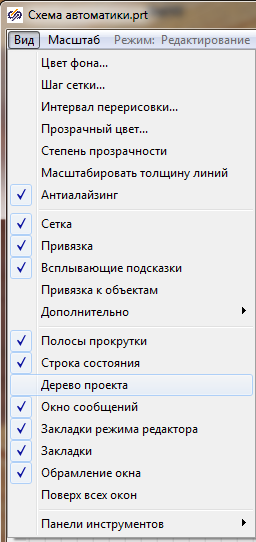 Схема автоматики.prt
Вид Масштаб Режим: Редактирование
Цвет фона...
Шаг сетки...
Интервал перерисовки...
Прозрачный цвет...
Степень прозрачности
Масштабировать толщину линий
Антиалайзинг
Сетка
Привязка
Всплывающие подсказки
Привязка к объектам
Дополнительно
Полосы прокрутки
Строка состояния
Дерево проекта
Окно сообщений
Закладки режима редактора
Закладки
Обрамление окна
Поверх всех окон
Панели инструментов